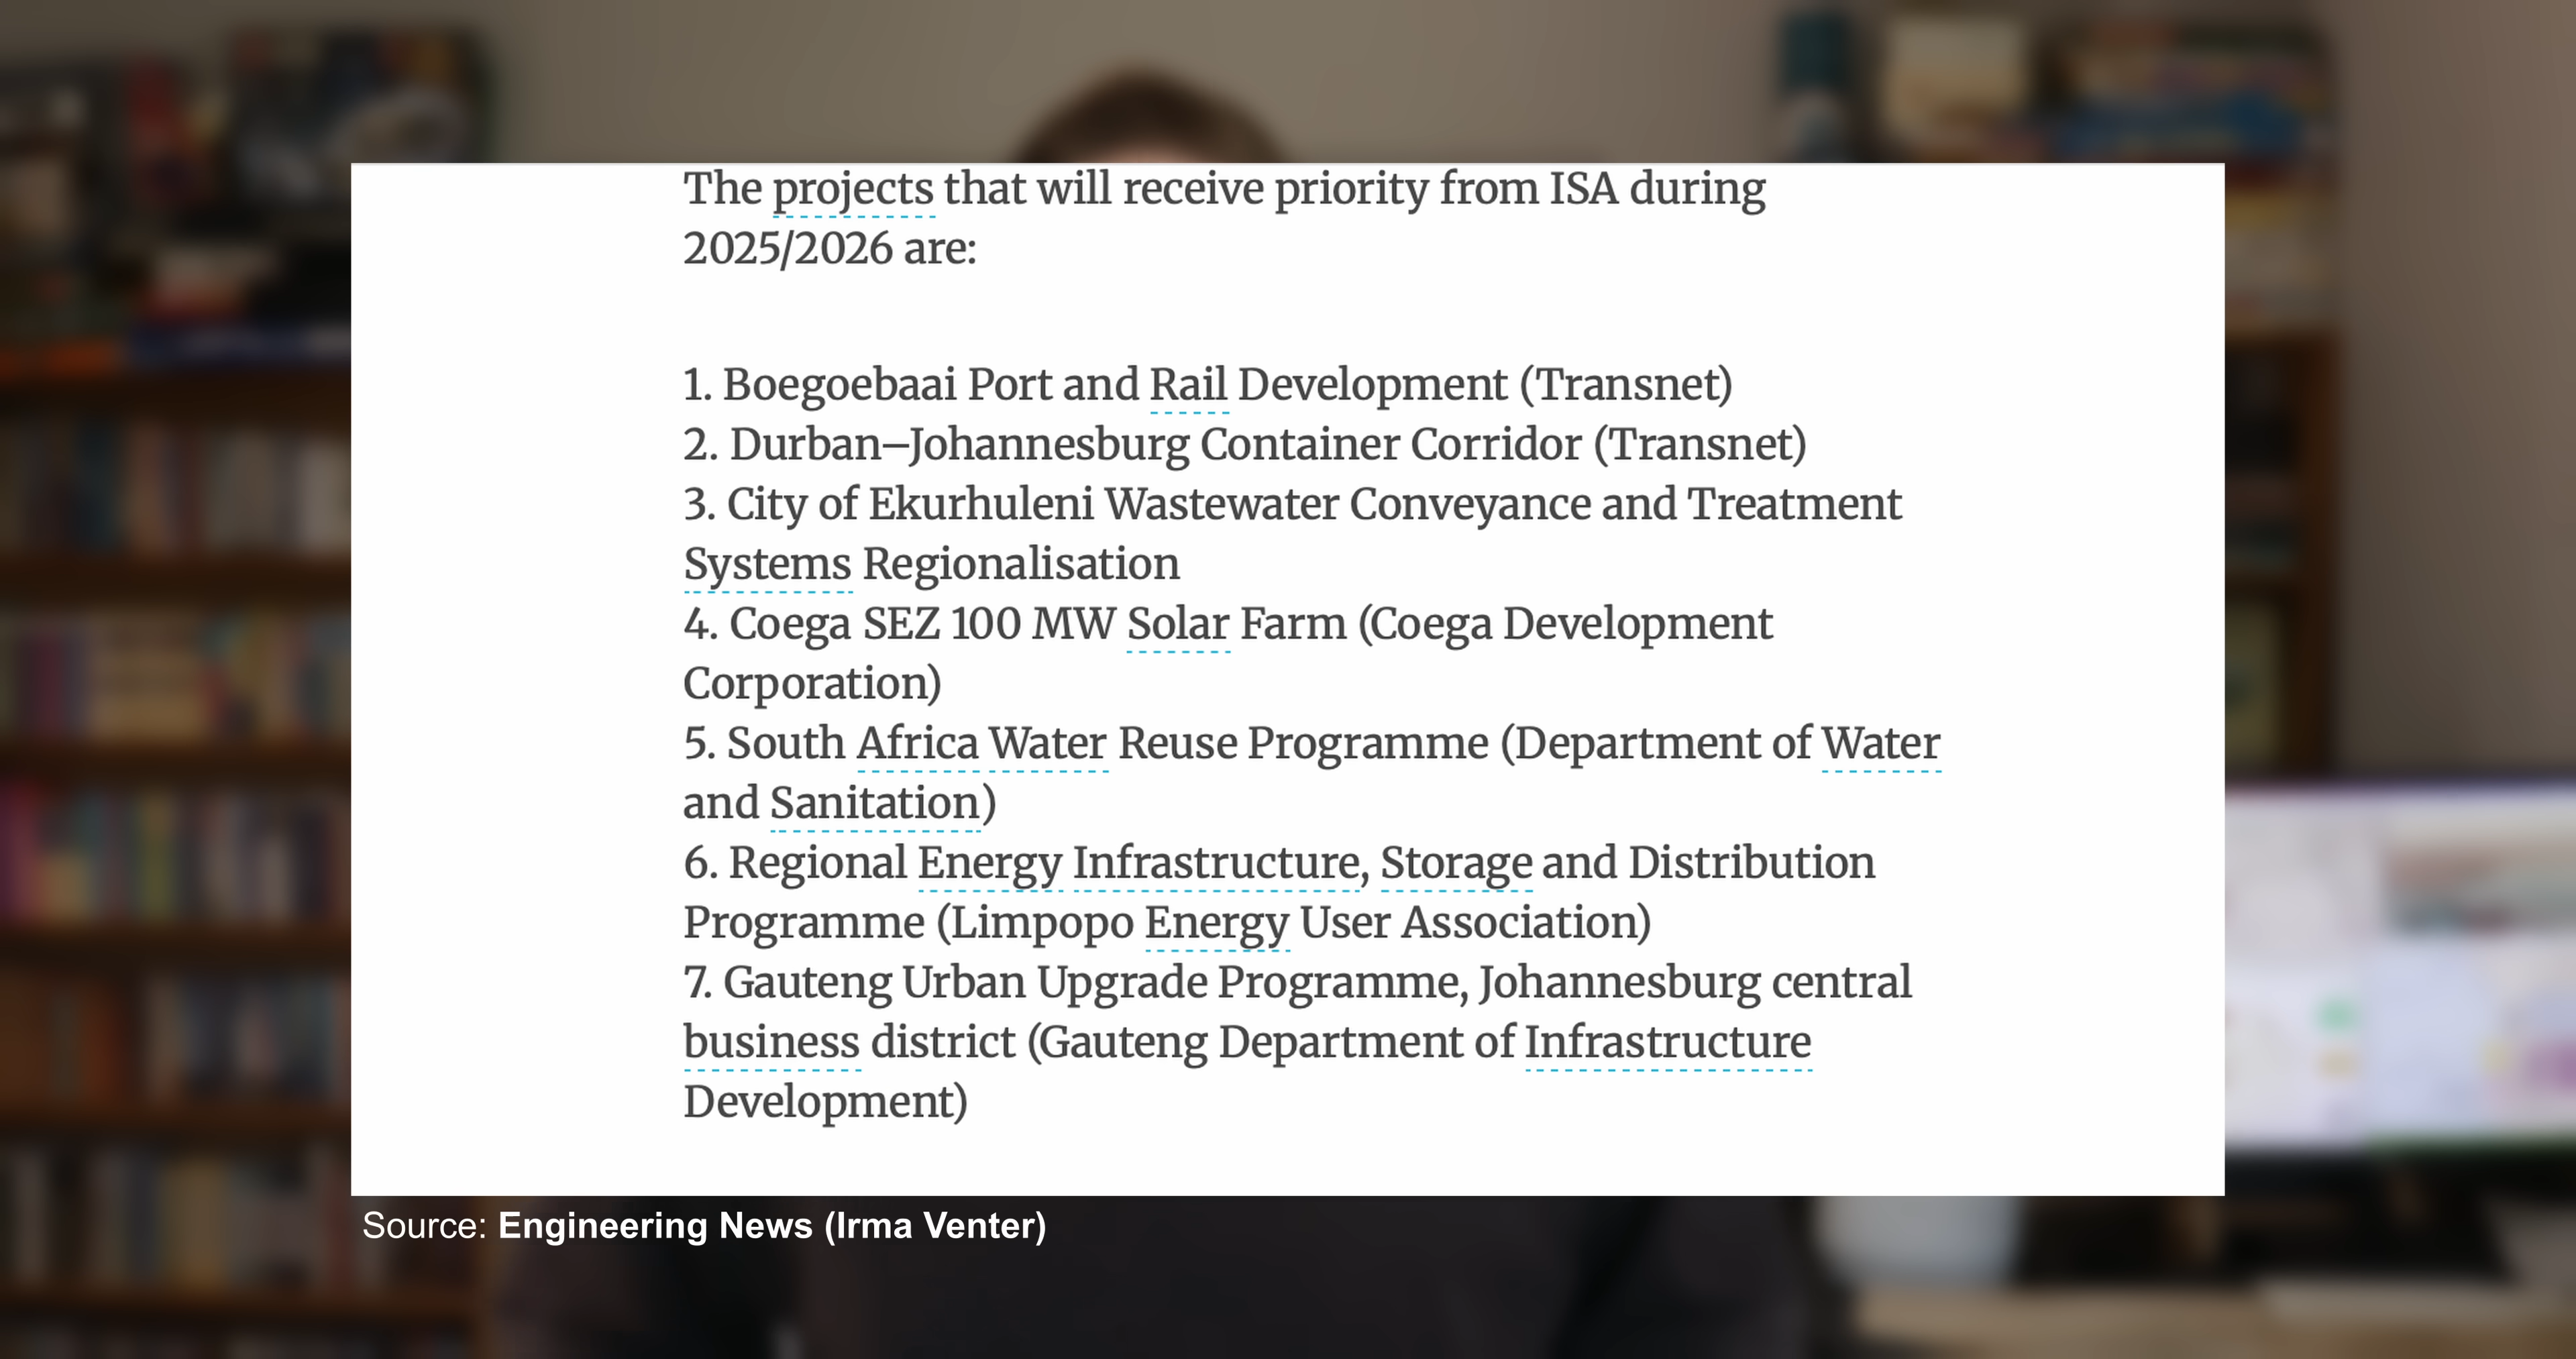 The projects that will receive priority from ISA during
2025/2026 are:
1. Boegoebaai Port and Rail Development (Transnet)
2. Durban–Johannesburg Container Corridor (Transnet)
3. City of Ekurhuleni Wastewater Conveyance and Treatment
Systems Regionalisation
4. Coega SEZ 100 MW Solar Farm (Coega Development
Corporation)
5. South Africa Water Reuse Programme (Department of Water
and Sanitation)
6. Regional Energy Infrastructure, Storage and Distribution
Programme (Limpopo Energy User Association)
7. Gauteng Urban Upgrade Programme, Johannesburg central
business district (Gauteng Department of Infrastructure
Development)
Source: Engineering News (Irma Venter)